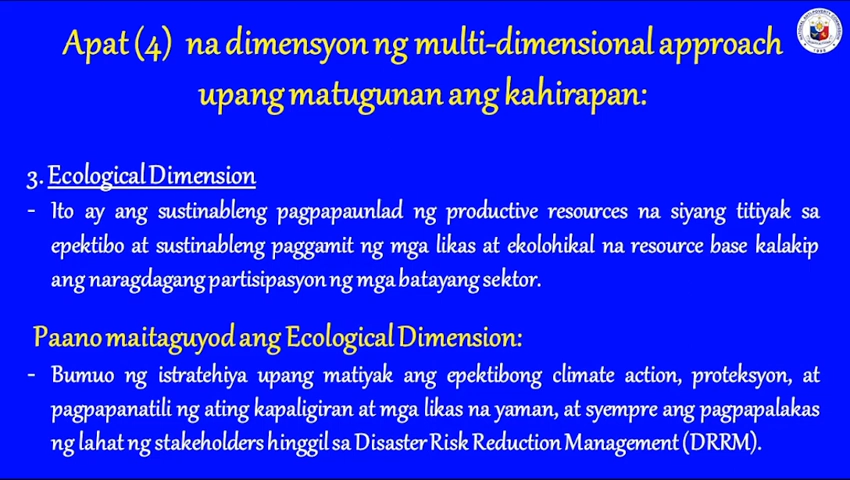 Apat (4) na dimensyon ng multi-dimensional approach
upang matugunan ang kahirapan:
3. Ecological Dimension
- Ito ay ang sustinableng pagpapaunlad ng productive resources na siyang titiyak sa
epektibo at sustinableng paggamit ng mga likas at ekolohikal na resource base kalakip
ang naragdagang partisipasyon ng mga batayang sektor.
Paano maitaguyod ang Ecological Dimension:
- Bumuo ng istratehiya upang matiyak ang epektibong climate action, proteksyon, at
pagpapanatili ng ating kapaligiran at mga likas na yaman, at syempre ang pagpapalakas
ng lahat ng stakeholders hinggil sa Disaster Risk Reduction Management (DRRM).